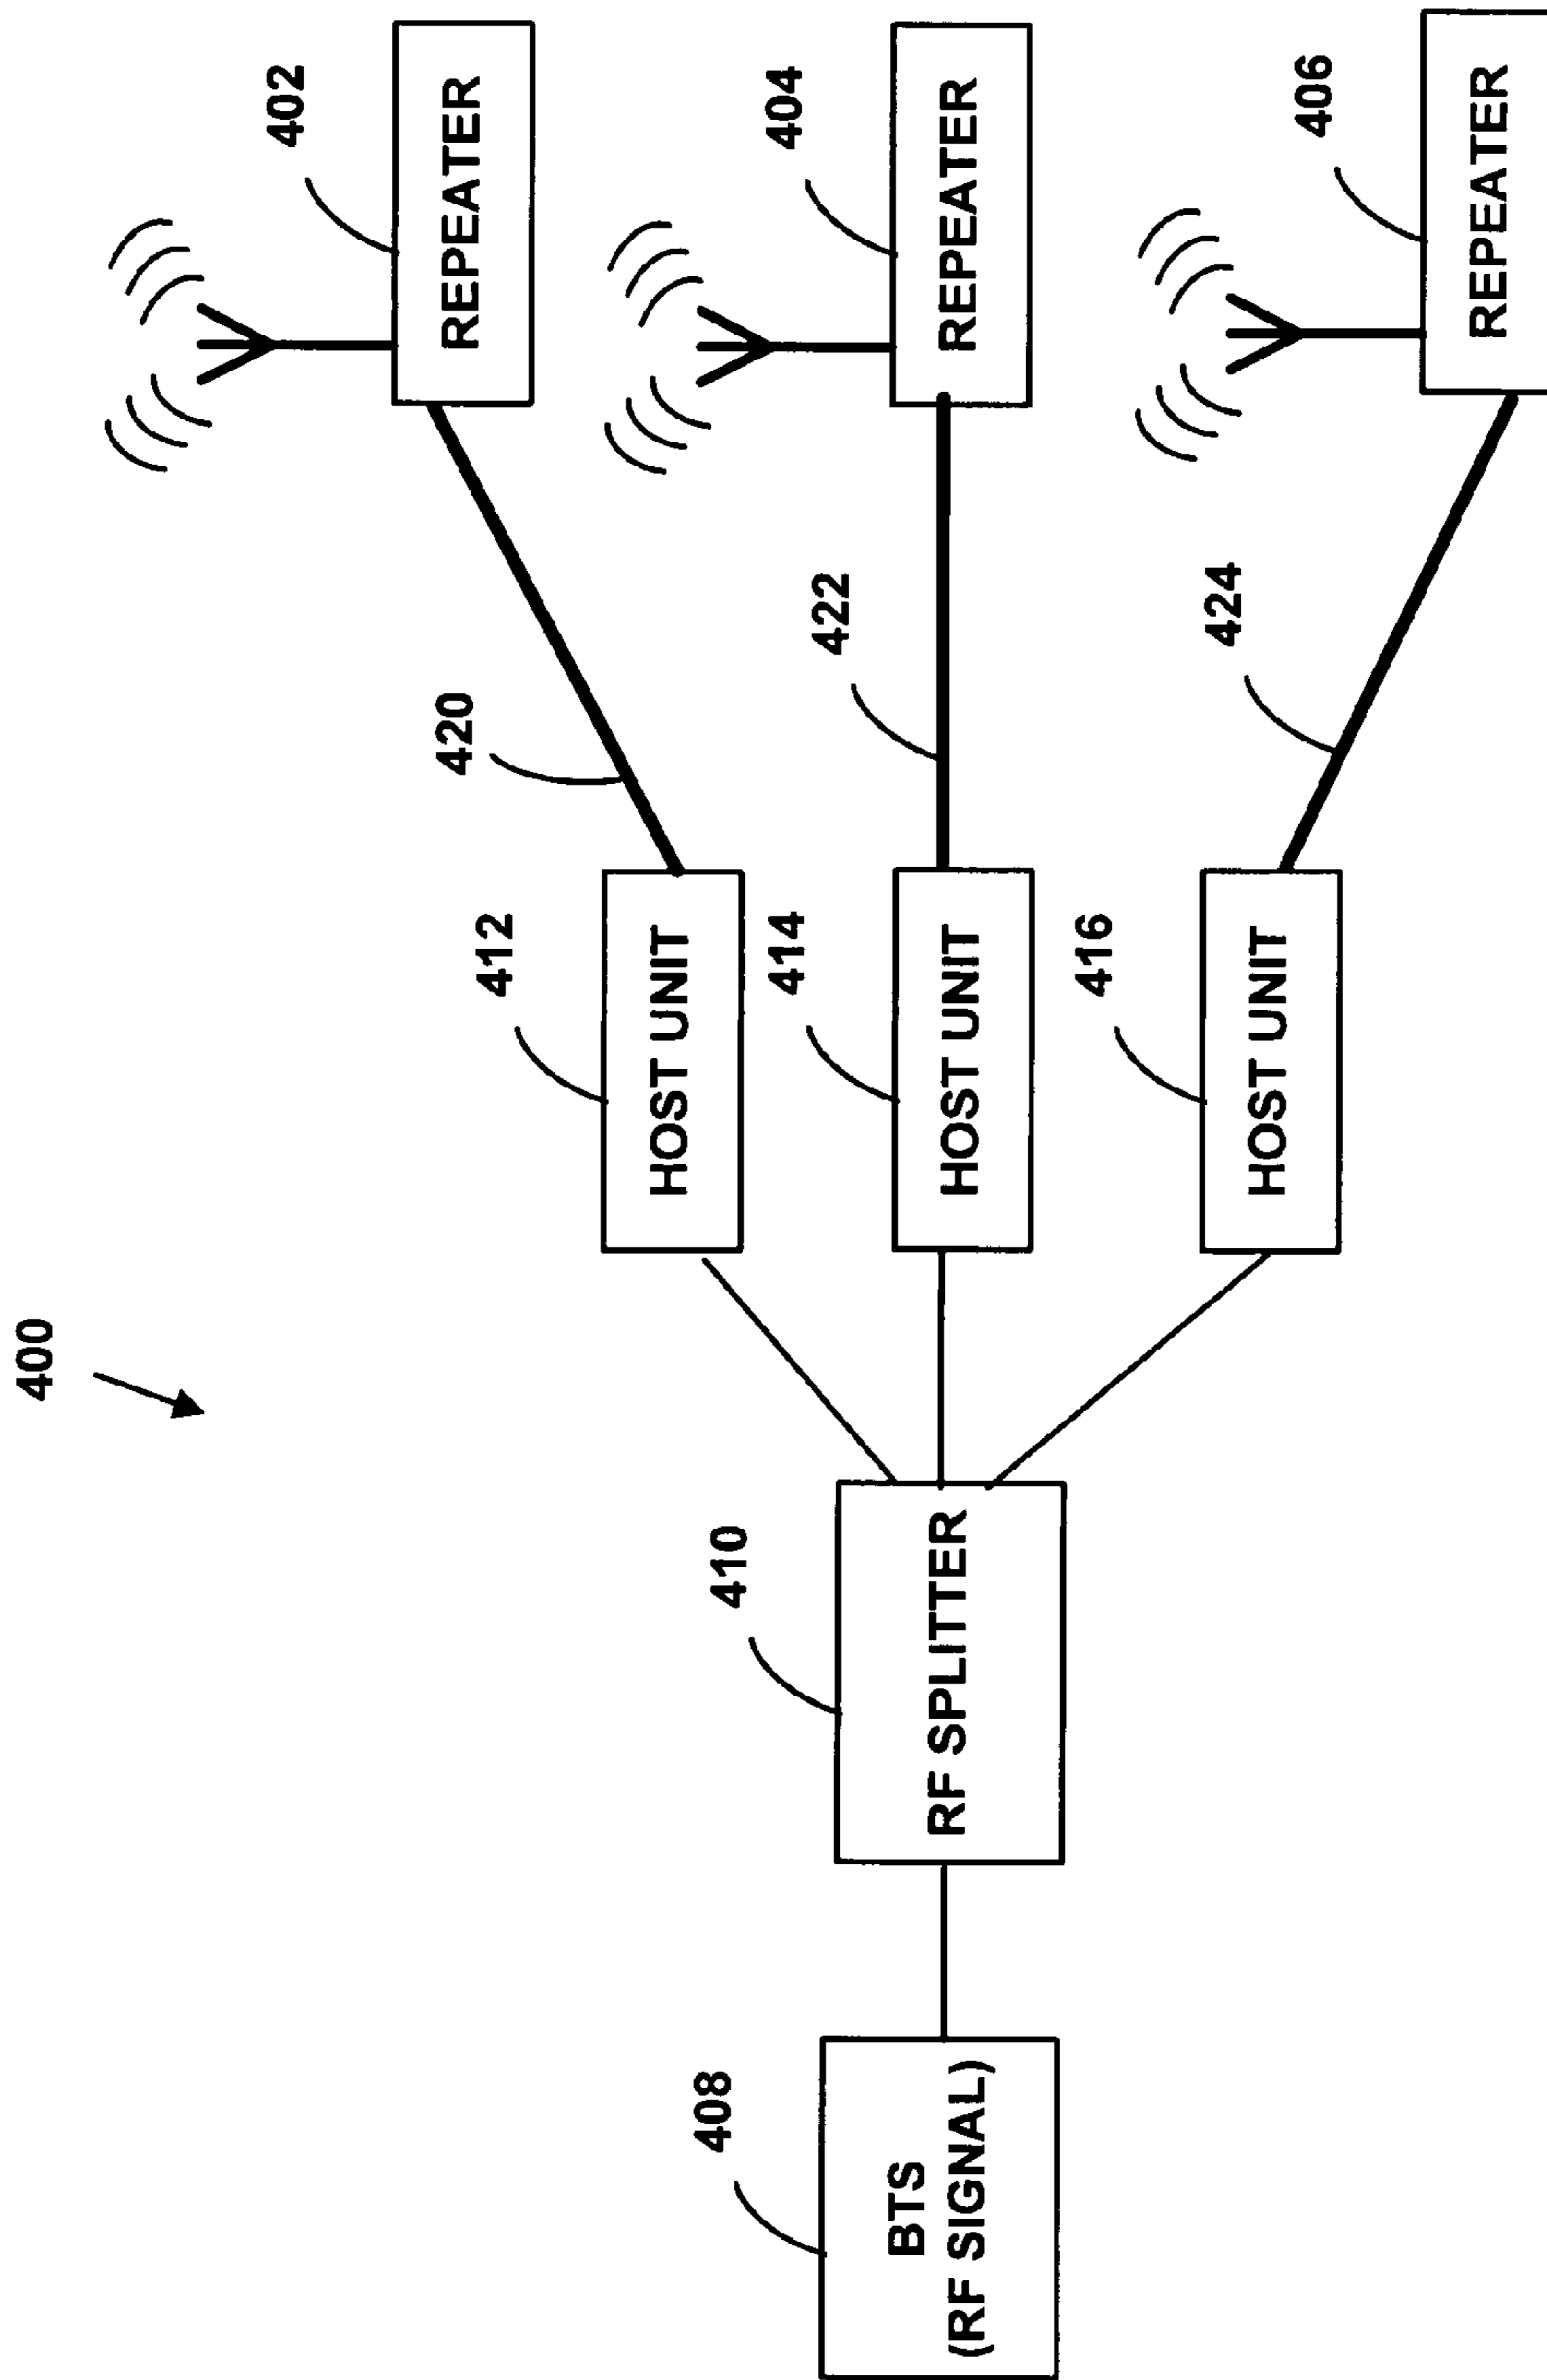 400
402
REPEATER
404
REPEATER
406
REPEATER
420
422
424
412
HOST UNIT
414
HOST UNIT
416
HOST UNIT
410
RF SPLITTER
408
BTS
(RF SIGNAL)